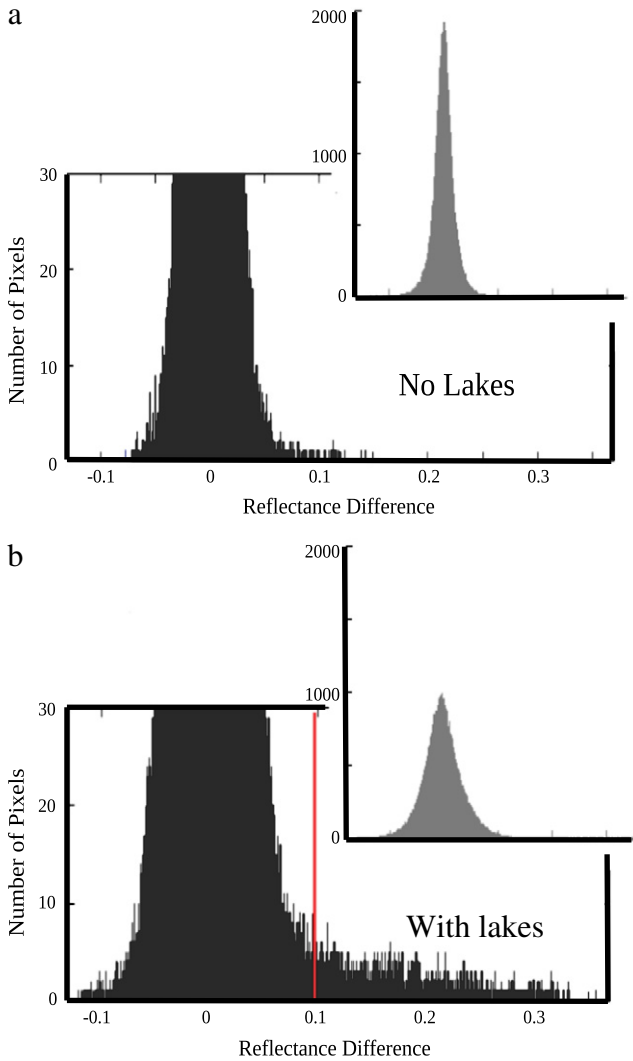 a
2000
1000
0
30
20
10
0
Number of Pixels
No Lakes
-0.1 0 0.1 0.2 0.3
Reflectance Difference
b
2000
1000
0
30
20
10
0
Number of Pixels
With lakes
-0.1 0 0.1 0.2 0.3
Reflectance Difference